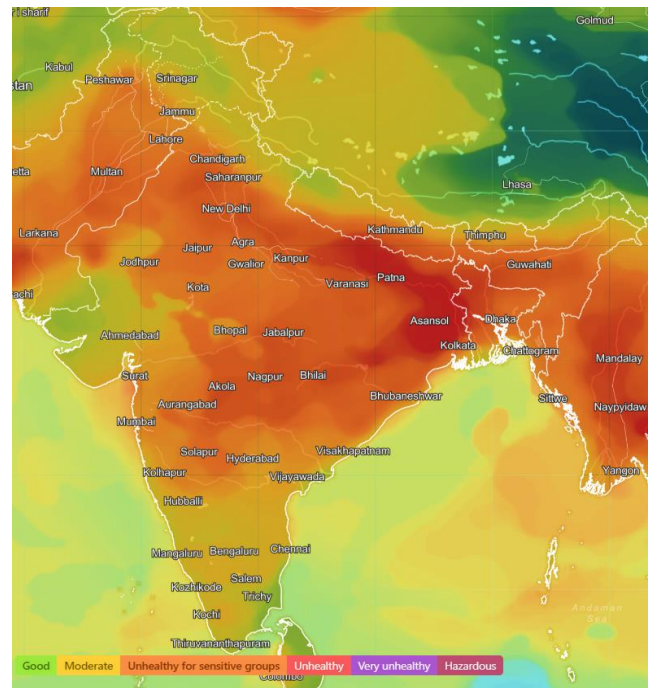 r i sharif
Golmud
Kabul
Peshawar
Srinagar
stan
Jammu
Lahore
Chandigarh
etta
Multan
Saharanpur
Lhasa
New Delhi
Larkana
Kathmandu
Thimphu
Jaipur
Agra
Jodhpur
Gwalior
Kanpur
Guwahati
Kota
Varanasi
Patna
rachi
Asansol
Dhaka
Ahmedabad
Bhopal
Jabalpur
Kolkata
Chattegram
Mandalay
Surat
Akola
Nagpur
Bhilai
Aurangabad
Bhubaneshwar
Sittwe
Naypyidaw
Mumbai
Solapur
Hyderabad
Visakhapatnam
Kolhapur
Vijayawada
Yangon
Hubballi
Mangaluru
Bengaluru
Chennai
Kozhikode
Salem
Trichy
Kochi
Andaman
Sea
Thiruvananthapuram
Good
Moderate
Unhealthy for sensitive groups
Unhealthy
Very unhealthy
Hazardous
Colombo